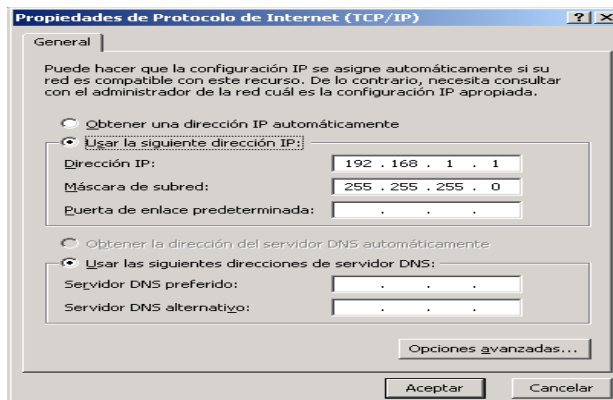 Propiedades de Protocolo de Internet (TCP/IP)
General
Puede hacer que la configuración IP se asigne automáticamente si su
red es compatible con este recurso. De lo contrario, necesita consultar
con el administrador de la red cuál es la configuración IP apropiada.
Obtener una dirección IP automáticamente
Usar la siguiente dirección IP:
Dirección IP: 192 . 168 . 1 . 1
Máscara de subred: 255 . 255 . 255 . 0
Puerta de enlace predeterminada: . . .
Obtener la dirección del servidor DNS automáticamente
Usar las siguientes direcciones de servidor DNS:
Servidor DNS preferido: . . .
Servidor DNS alternativo: . . .
Opciones avanzadas...
Aceptar Cancelar